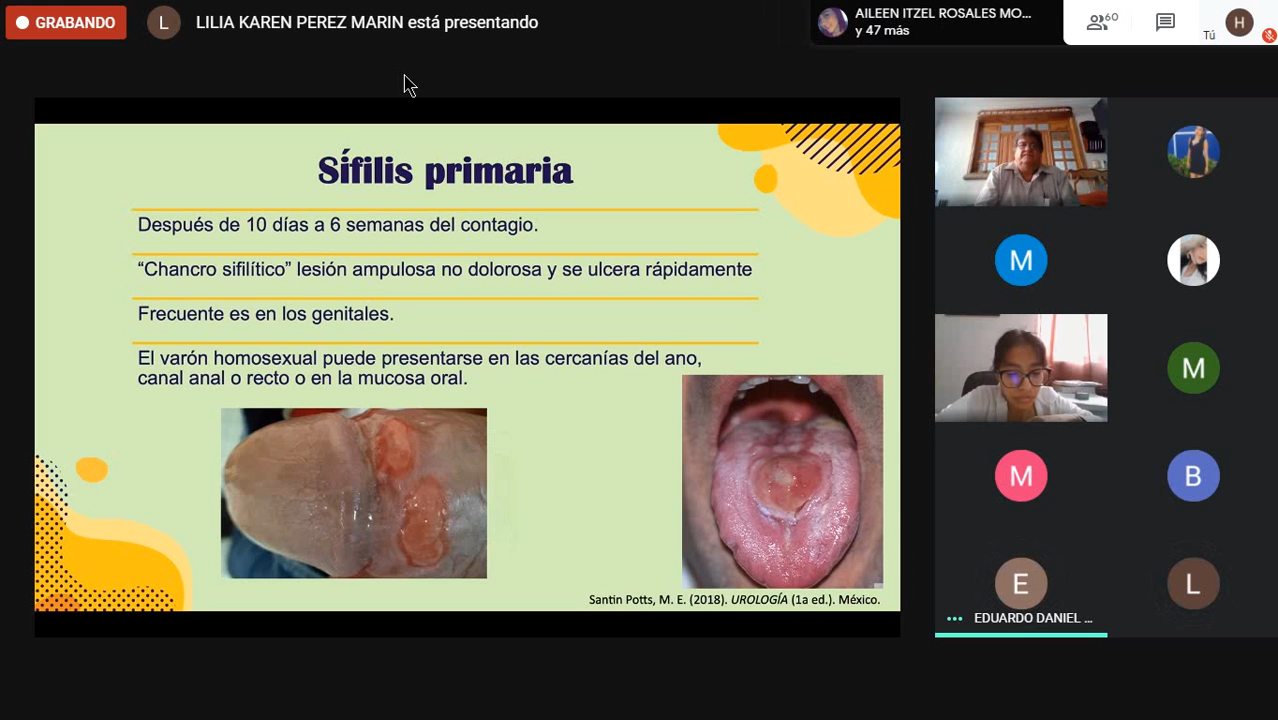 GRABANDO
L
LILIA KAREN PEREZ MARIN está presentando
AILEEN ITZEL ROSALES MO...
y 47 más
60
Tú
H
Sífilis primaria
Después de 10 días a 6 semanas del contagio.
“Chancro sifilítico” lesión ampulosa no dolorosa y se ulcera rápidamente
Frecuente es en los genitales.
El varón homosexual puede presentarse en las cercanías del ano,
canal anal o recto o en la mucosa oral.
Santin Potts, M. E. (2018). UROLOGÍA (1a ed.). México.
M
M
M
B
E
L
EDUARDO DANIEL ...